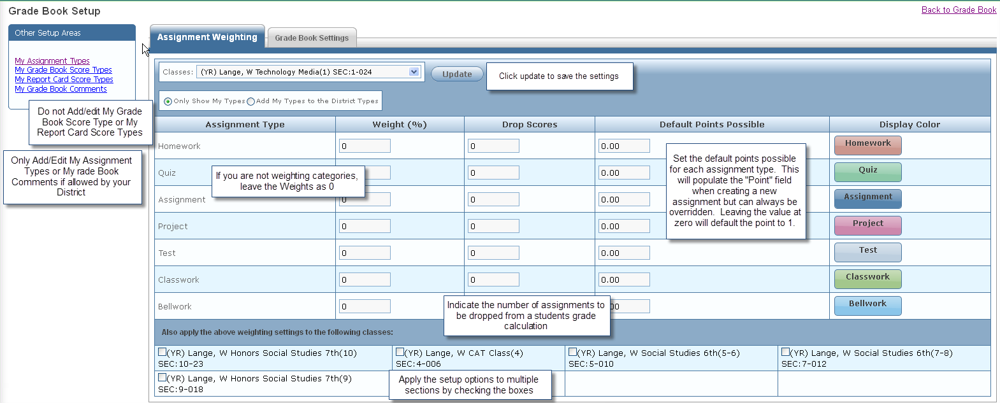 Grade Book Setup
Back to Grade Book
Other Setup Areas
My Assignment Types
My Grade Book Score Types
My Report Card Score Types
My Grade Book Comments
Do not Add/edit My Grade
Book Score Type or My
Report Card Score Types
Only Add/Edit My Assignment
Types or My rade Book
Comments if allowed by your
District
Assignment Weighting
Grade Book Settings
Classes: (YR) Lange, W Technology Media(1) SEC:1-024
Update
Click update to save the settings
Only Show My Types Add My Types to the District Types
Assignment Type Weight (%) Drop Scores Default Points Possible Display Color
Homework 0 0 0.00 Homework
Quiz 0 0.00 Quiz
Assignment 0 0 0.00 Assignment
Project 0 0 0.00 Project
Test 0 0 0.00 Test
Classwork 0 0 0.00 Classwork
Bellwork 0 00 Bellwork
If you are not weighting categories,
leave the Weights as 0
Set the default points possible
for each assignment type. This
will populate the "Point" field
when creating a new
assignment but can always be
overridden. Leaving the value at
zero will default the point to 1.
Indicate the number of assignments to
be dropped from a students grade
calculation
Also apply the above weighting settings to the following classes:
(YR) Lange, W Honors Social Studies 7th(10)
SEC:10-23
(YR) Lange, W CAT Class(4)
SEC:4-006
(YR) Lange, W Social Studies 6th(5-6)
SEC:5-010
(YR) Lange, W Social Studies 6th(7-8)
SEC:7-012
(YR) Lange, W Honors Social Studies 7th(9)
SEC:9-018
Apply the setup options to multiple
sections by checking the boxes